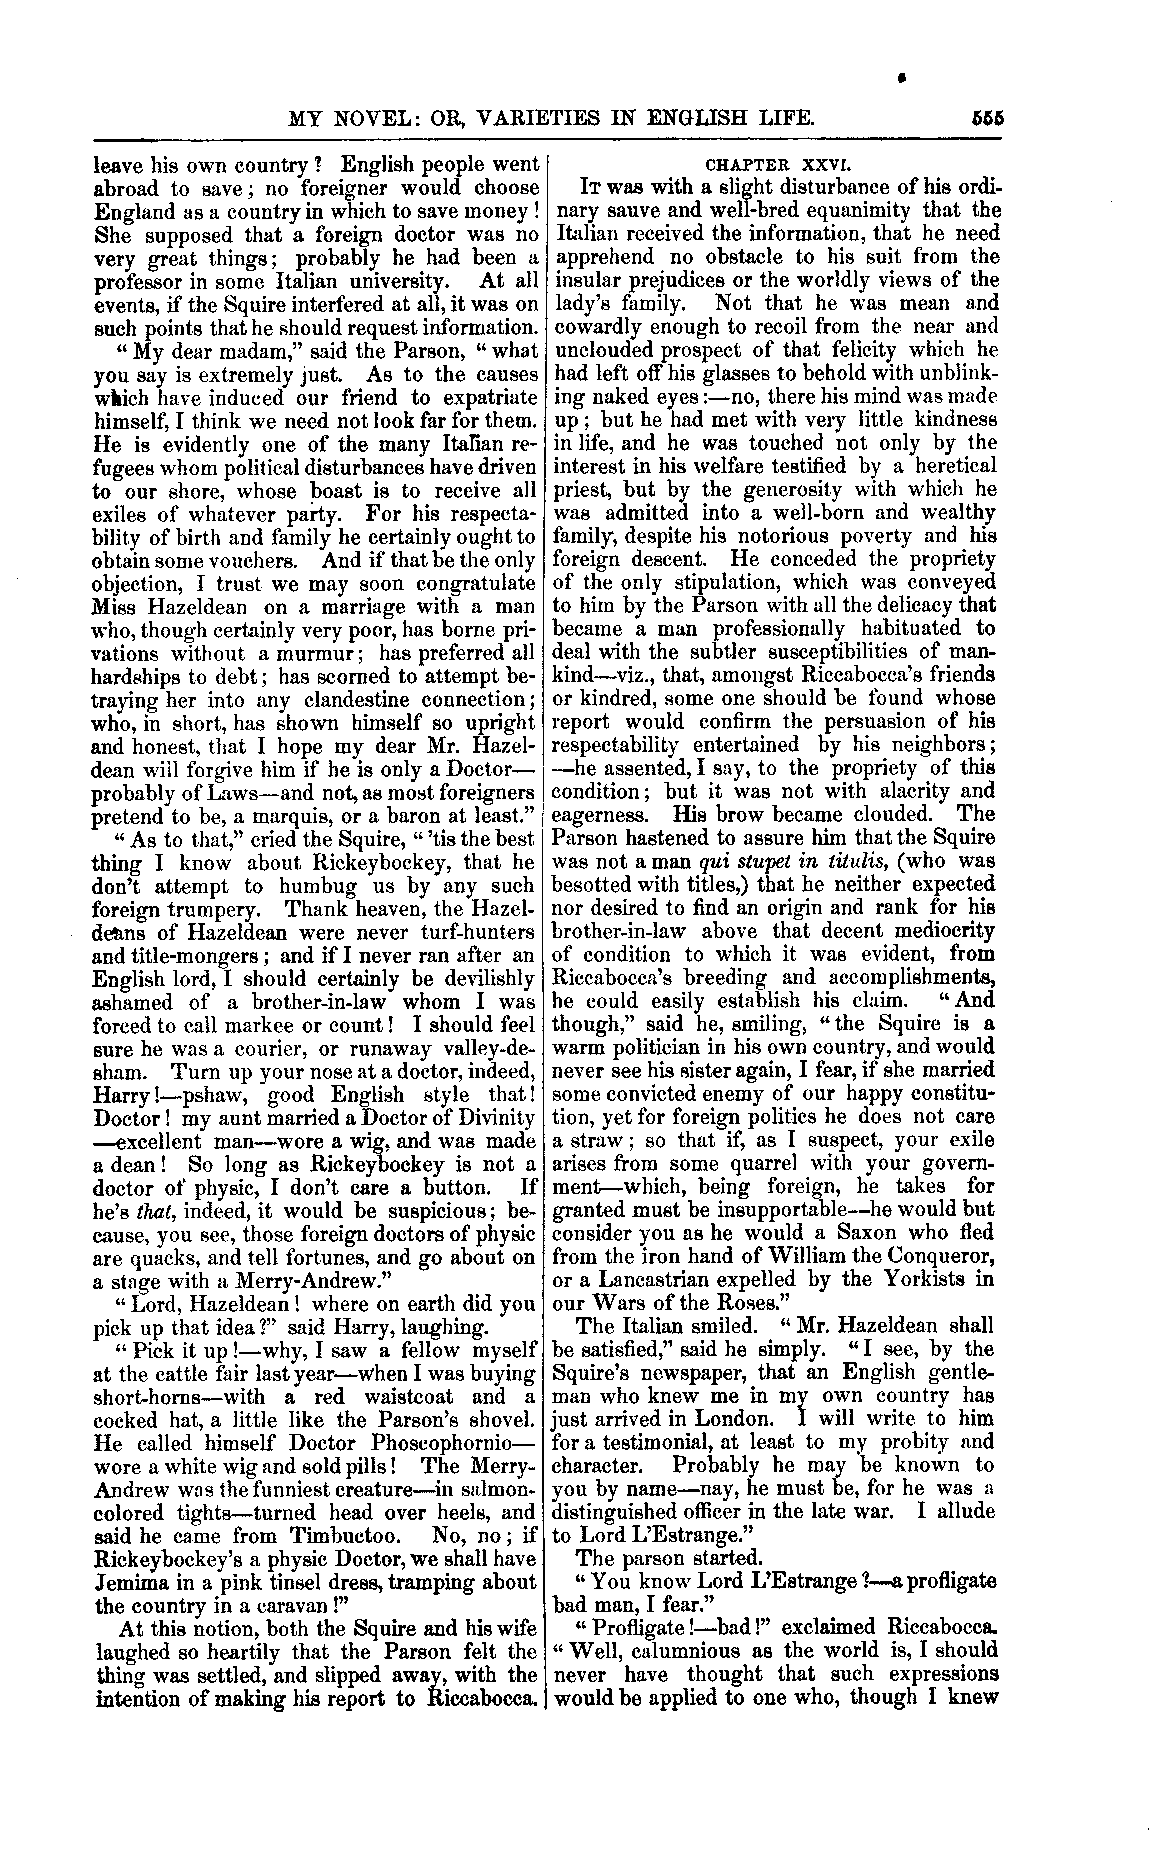 MY NOVEL: OR, VARIETIES IN ENGLISH LIFE. 555
leave his own country? English people went
abroad to save; no foreigner would choose
England as a country in which to save money!
She supposed that a foreign doctor was no
very great things; probably he had been a
professor in some Italian university. At all
events, if the Squire interfered at all, it was on
such points that he should request information.
"My dear madam," said the Parson, "what
you say is extremely just. As to the causes
which have induced our friend to expatriate
himself, I think we need not look far for them.
He is evidently one of the many Italian re-
fugees whom political disturbances have driven
to our shore, whose boast is to receive all
exiles of whatever party. For his respecta-
bility of birth and family he certainly ought to
obtain some vouchers. And if that be the only
objection, I trust we may soon congratulate
Miss Hazeldean on a marriage with a man
who, though certainly very poor, has borne pri-
vations without a murmur; has preferred all
hardships to debt; has scorned to attempt be-
traying her into any clandestine connection;
who, in short, has shown himself so upright
and honest, that I hope my dear Mr. Hazel-
dean will forgive him if he is only a Doctor—
probably of Laws—and not, as most foreigners
pretend to be, a marquis, or a baron at least."
"As to that," cried the Squire, "'tis the best
thing I know about Rickeybockey, that he
don't attempt to humbug us by any such
foreign trumpery. Thank heaven, the Hazel-
deans of Hazeldean were never turf-hunters
and title-mongers; and if I never ran after an
English lord, I should certainly be devilishly
ashamed of a brother-in-law whom I was
forced to call markee or count! I should feel
sure he was a courier, or runaway valley-de-
sham. Turn up your nose at a doctor, indeed,
Harry!—pshaw, good English style that!
Doctor! my aunt married a Doctor of Divinity
—excellent man—wore a wig, and was made
a dean! So long as Rickeybockey is not a
doctor of physic, I don't care a button. If
he's that, indeed, it would be suspicious; be-
cause, you see, those foreign doctors of physic
are quacks, and tell fortunes, and go about on
a stage with a Merry-Andrew."
"Lord, Hazeldean! where on earth did you
pick up that idea?" said Harry, laughing.
"Pick it up!—why, I saw a fellow myself
at the cattle fair last year—when I was buying
short-horns—with a red waistcoat and a
cocked hat, a little like the Parson's shovel.
He called himself Doctor Phoscophornio—
wore a white wig and sold pills! The Merry-
Andrew was the funniest creature—in salmon-
colored tights—turned head over heels, and
said he came from Timbuctoo. No, no; if
Rickeybockey's a physic Doctor, we shall have
Jemima in a pink tinsel dress, tramping about
the country in a caravan!"
At this notion, both the Squire and his wife
laughed so heartily that the Parson felt the
thing was settled, and slipped away, with the
intention of making his report to Riccabocca.
CHAPTER XXVI.
IT was with a slight disturbance of his ordi-
nary sauve and well-bred equanimity that the
Italian received the information, that he need
apprehend no obstacle to his suit from the
insular prejudices or the worldly views of the
lady's family. Not that he was mean and
cowardly enough to recoil from the near and
unclouded prospect of that felicity which he
had left off his glasses to behold with unblink-
ing naked eyes:—no, there his mind was made
up; but he had met with very little kindness
in life, and he was touched not only by the
interest in his welfare testified by a heretical
priest, but by the generosity with which he
was admitted into a well-born and wealthy
family, despite his notorious poverty and his
foreign descent. He conceded the propriety
of the only stipulation, which was conveyed
to him by the Parson with all the delicacy that
became a man professionally habituated to
deal with the subtler susceptibilities of man-
kind—viz., that, amongst Riccabocca's friends
or kindred, some one should be found whose
report would confirm the persuasion of his
respectability entertained by his neighbors;
—he assented, I say, to the propriety of this
condition; but it was not with alacrity and
eagerness. His brow became clouded. The
Parson hastened to assure him that the Squire
was not a man qui stupet in titulis, (who was
besotted with titles,) that he neither expected
nor desired to find an origin and rank for his
brother-in-law above that decent mediocrity
of condition to which it was evident, from
Riccabocca's breeding and accomplishments,
he could easily establish his claim. "And
though," said he, smiling, "the Squire is a
warm politician in his own country, and would
never see his sister again, I fear, if she married
some convicted enemy of our happy constitu-
tion, yet for foreign politics he does not care
a straw; so that if, as I suspect, your exile
arises from some quarrel with your govern-
ment—which, being foreign, he takes for
granted must be insupportable—he would but
consider you as he would a Saxon who fled
from the iron hand of William the Conqueror,
or a Lancastrian expelled by the Yorkists in
our Wars of the Roses."
The Italian smiled. "Mr. Hazeldean shall
be satisfied," said he simply. "I see, by the
Squire's newspaper, that an English gentle-
man who knew me in my own country has
just arrived in London. I will write to him
for a testimonial, at least to my probity and
character. Probably he may be known to
you by name—nay, he must be, for he was a
distinguished officer in the late war. I allude
to Lord L'Estrange."
The parson started.
"You know Lord L'Estrange?—a profligate
bad man, I fear."
"Profligate!—bad!" exclaimed Riccabocca.
"Well, calumnious as the world is, I should
never have thought that such expressions
would be applied to one who, though I knew